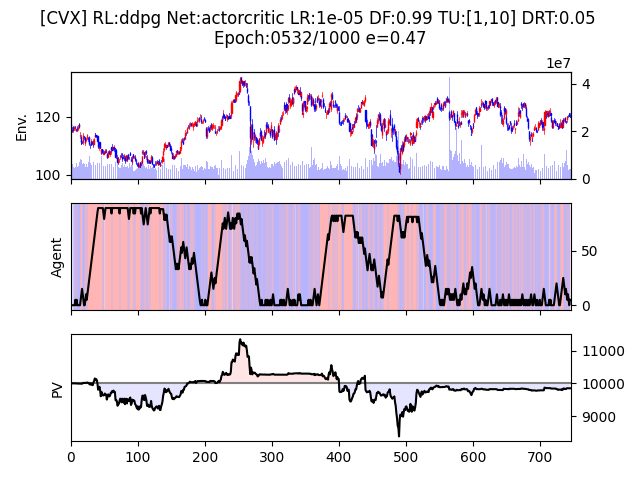 [CVX] RL:ddpg Net:actorcritic LR:1e-05 DF:0.99 TU:[1,10] DRT:0.05
Epoch:0532/1000 e=0.47
1e7
Env.
120
100
4
2
0
Agent
50
0
PV
11000
10000
9000
0 100 200 300 400 500 600 700